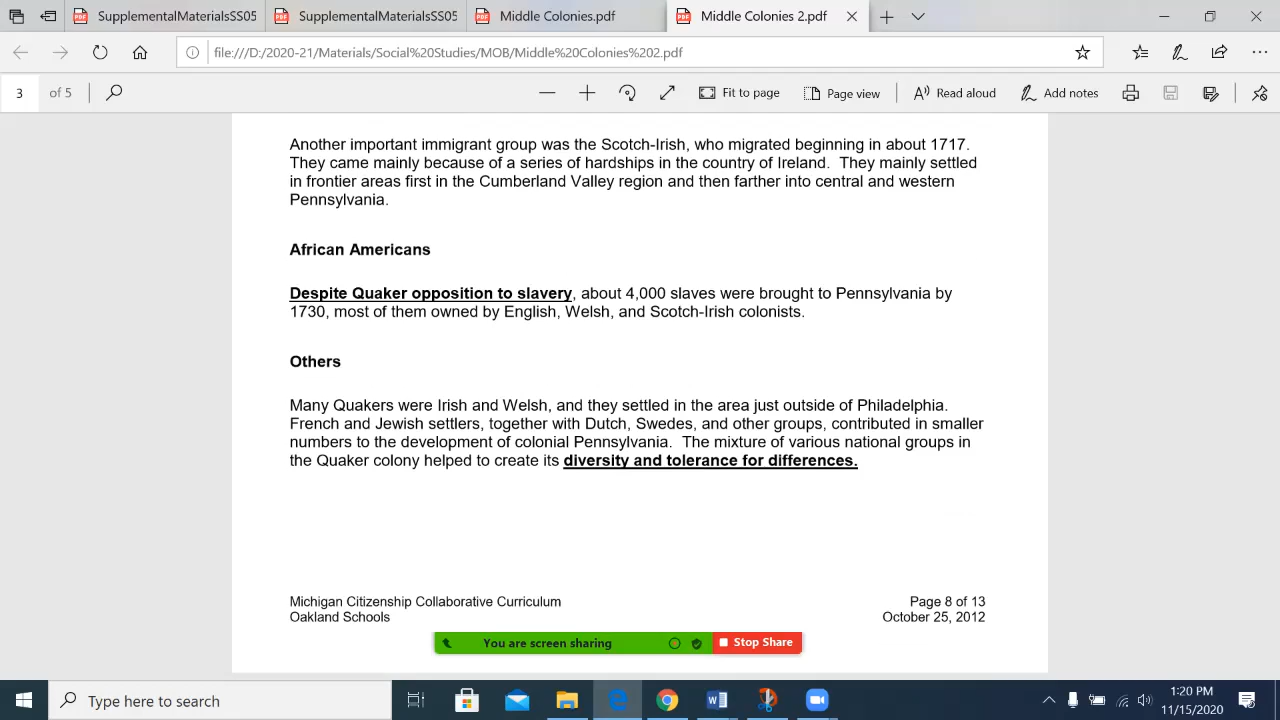 SupplementalMaterialsSS05
SupplementalMaterialsSS05
Middle Colonies.pdf
Middle Colonies 2.pdf
file:///D:/2020-21/Materials/Social%20Studies/MOB/Middle%20Colonies%202.pdf
3 of 5
Fit to page
Page view
Read aloud
Add notes
Another important immigrant group was the Scotch-Irish, who migrated beginning in about 1717.
They came mainly because of a series of hardships in the country of Ireland. They mainly settled
in frontier areas first in the Cumberland Valley region and then farther into central and western
Pennsylvania.
African Americans
Despite Quaker opposition to slavery, about 4,000 slaves were brought to Pennsylvania by
1730, most of them owned by English, Welsh, and Scotch-Irish colonists.
Others
Many Quakers were Irish and Welsh, and they settled in the area just outside of Philadelphia.
French and Jewish settlers, together with Dutch, Swedes, and other groups, contributed in smaller
numbers to the development of colonial Pennsylvania. The mixture of various national groups in
the Quaker colony helped to create its diversity and tolerance for differences.
Michigan Citizenship Collaborative Curriculum
Page 8 of 13
Oakland Schools
October 25, 2012
You are screen sharing
Stop Share
Type here to search
1:20 PM
11/15/2020